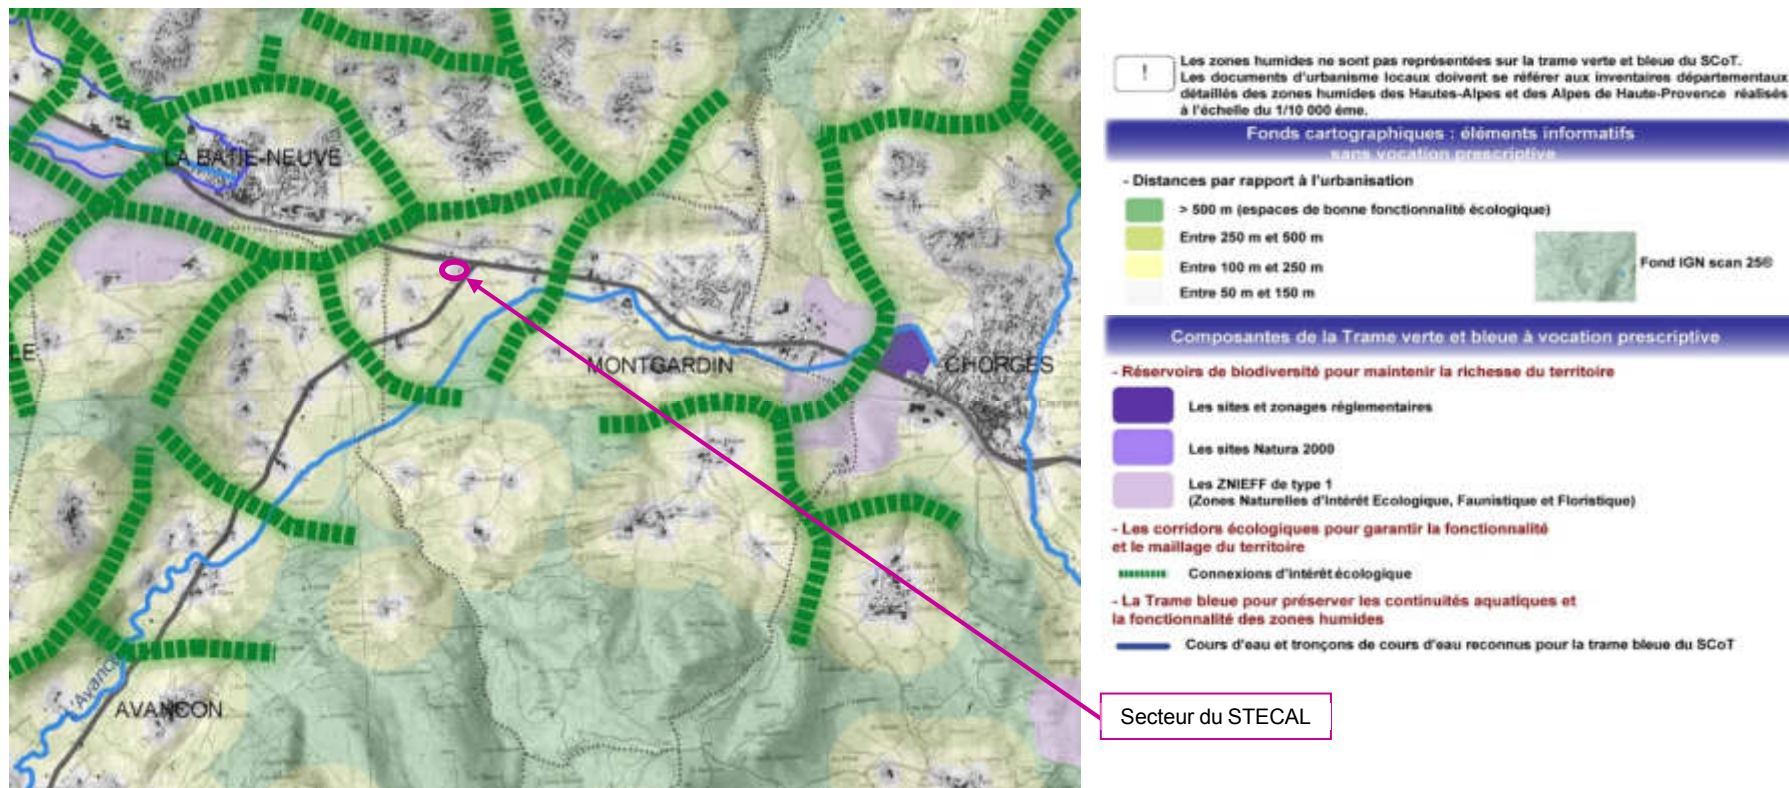 LA BATIE-NEUVE
LE
MONTGARDIN
CHORGES
l'Avance
AVANCON
!
Les zones humides ne sont pas représentées sur la trame verte et bleue du SCoT.
Les documents d'urbanisme locaux doivent se référer aux inventaires départementaux
détaillés des zones humides des Hautes-Alpes et des Alpes de Haute-Provence réalisés
à l'échelle du 1/10 000 ème.
Fonds cartographiques : éléments informatifs
sans vocation prescriptive
- Distances par rapport à l'urbanisation
> 500 m (espaces de bonne fonctionnalité écologique)
Entre 250 m et 500 m
Entre 100 m et 250 m
Entre 50 m et 150 m
Fond IGN scan 25®
Composantes de la Trame verte et bleue à vocation prescriptive
- Réservoirs de biodiversité pour maintenir la richesse du territoire
Les sites et zonages réglementaires
Les sites Natura 2000
Les ZNIEFF de type 1
(Zones Naturelles d'Intérêt Ecologique, Faunistique et Floristique)
- Les corridors écologiques pour garantir la fonctionnalité
et le maillage du territoire
Connexions d'intérêt écologique
- La Trame bleue pour préserver les continuités aquatiques et
la fonctionnalité des zones humides
Cours d'eau et tronçons de cours d'eau reconnus pour la trame bleue du SCoT
Secteur du STECAL